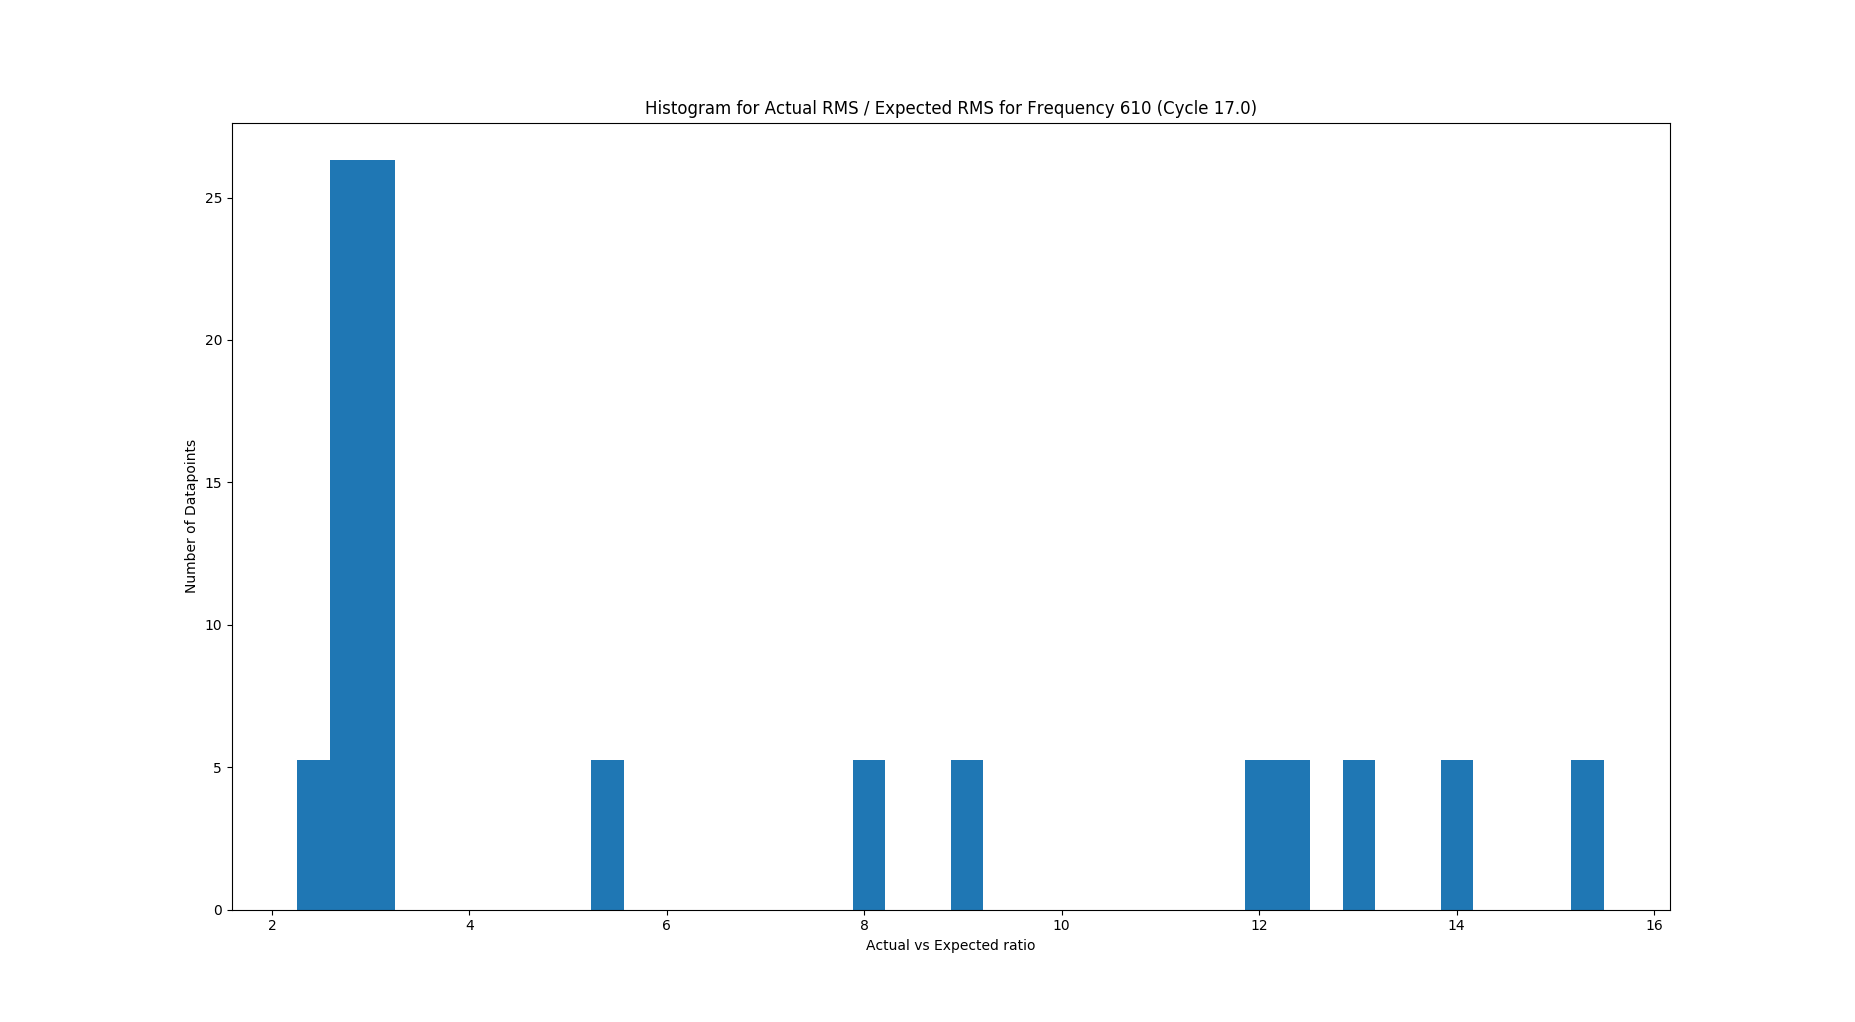 Histogram for Actual RMS / Expected RMS for Frequency 610 (Cycle 17.0)
25
20
15
10
5
0
Number of Datapoints
2 4 6 8 10 12 14 16
Actual vs Expected ratio